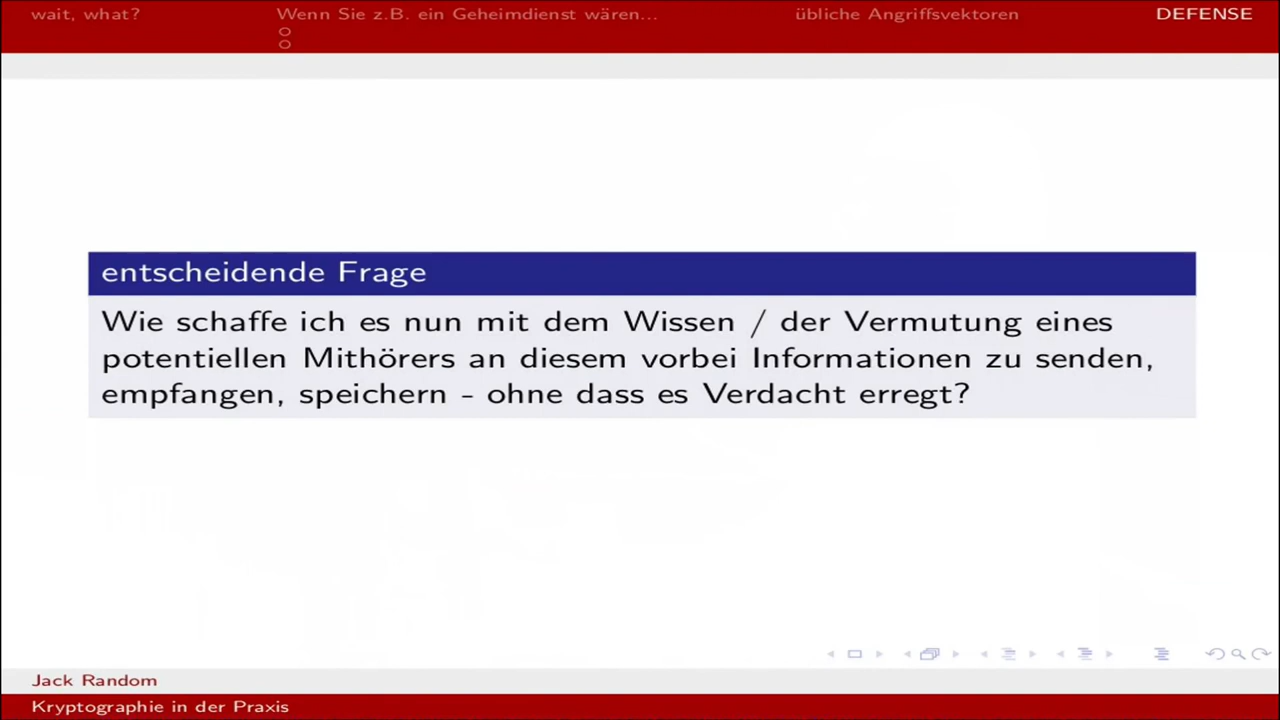 wait, what? Wenn Sie z.B. ein Geheimdienst wären... übliche Angriffsvektoren DEFENSE
entscheidende Frage
Wie schaffe ich es nun mit dem Wissen / der Vermutung eines
potentiellen Mithörers an diesem vorbei Informationen zu senden,
empfangen, speichern - ohne dass es Verdacht erregt?
Jack Random
Kryptographie in der Praxis